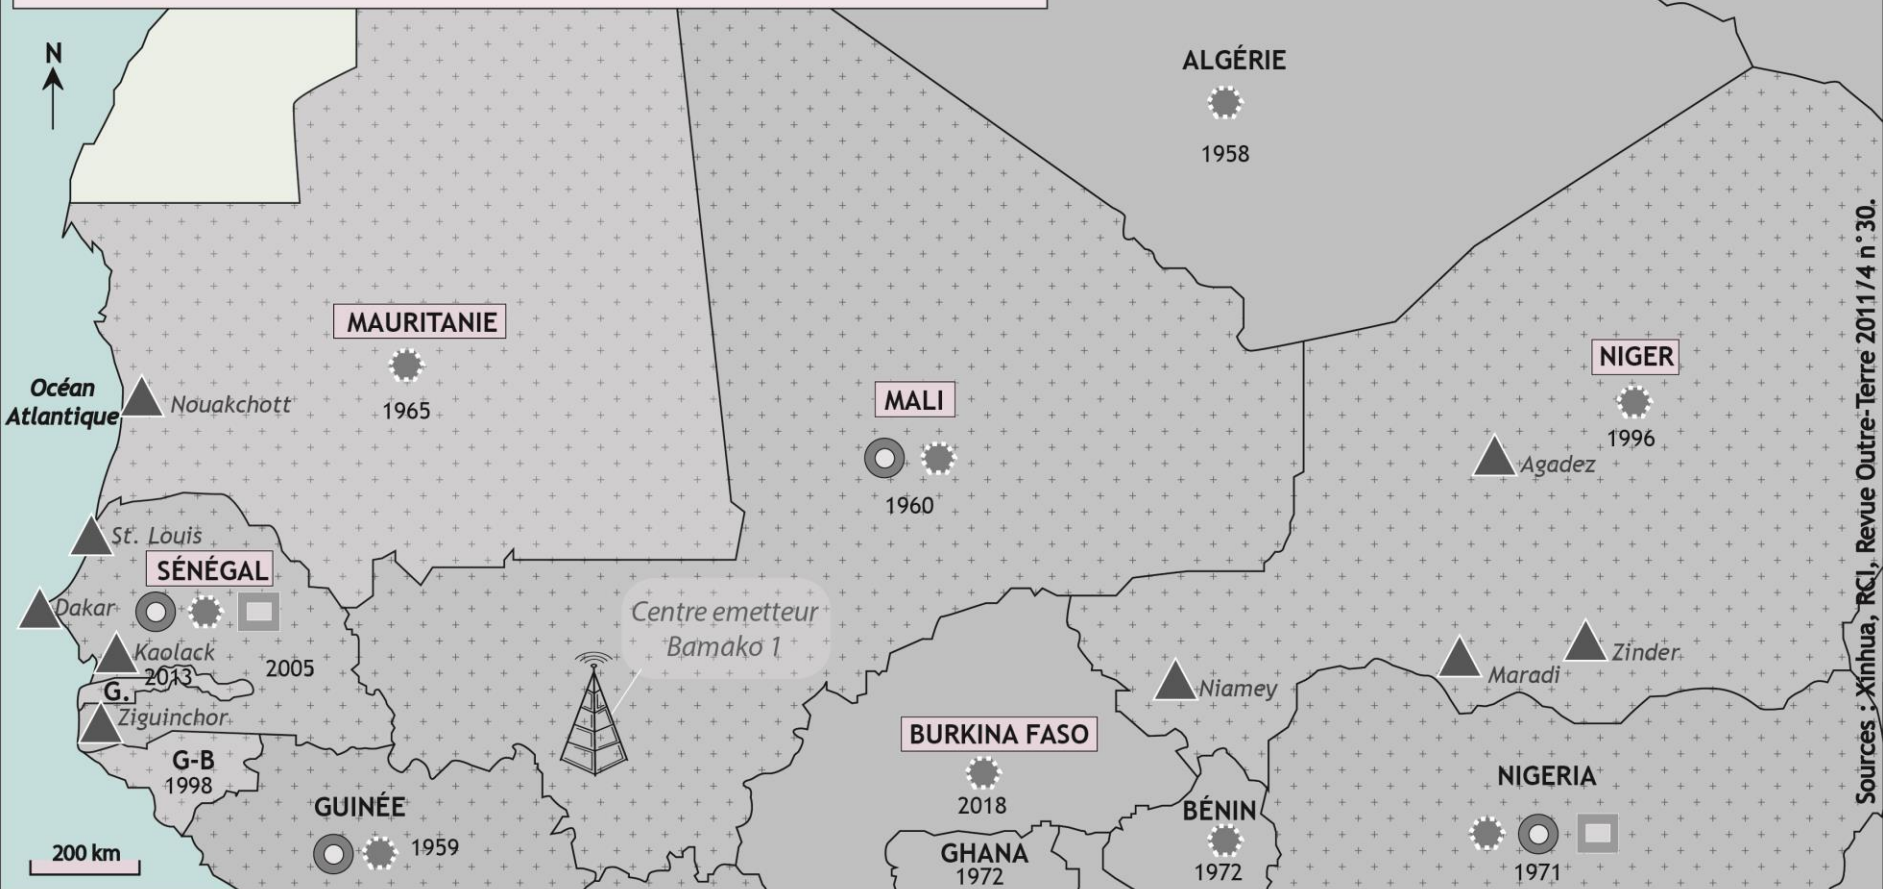 N
ALGÉRIE
1958
MAURITANIE
1965
Océan
Atlantique
Nouakchott
MALI
1960
NIGER
1996
Agadez
St. Louis
SÉNÉGAL
Dakar
Kaolack
2013
2005
G.
Ziguinchor
G-B
1998
GUINÉE
1959
Centre emetteur
Bamako 1
BURKINA FASO
2018
GHANA
1972
BÉNIN
1972
Niamey
Maradi
Zinder
NIGERIA
1971
200 km
Sources : Xinhua, RCI, Revue Outre-Terre 2011/4 n°30.